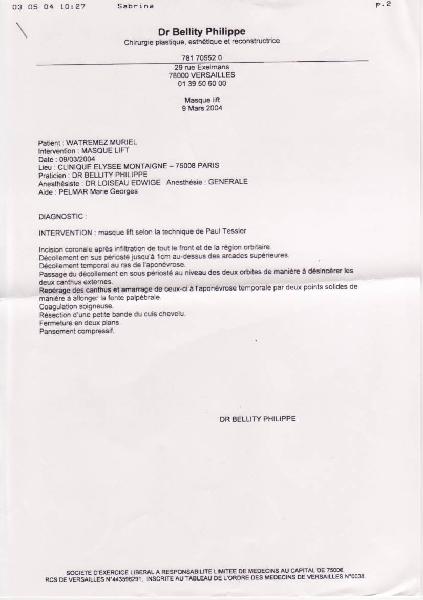 03 05 04 10:27 Sabrina P.2
Dr Bellity Philippe
Chirurgie plastique, esthétique et reconstructrice
781 70552 0
29 rue Exelmans
78000 VERSAILLES
01 39 50 60 00
Masque lift
9 Mars 2004
Patient : WATREMEZ MURIEL
Intervention : MASQUE LIFT
Date : 09/03/2004
Lieu : CLINIQUE ELYSEE MONTAIGNE – 75008 PARIS
Praticien : DR BELLITY PHILIPPE
Anesthésiste : DR LOISEAU EDWIGE Anesthésie : GENERALE
Aide : PELMAR Marie Georges
DIAGNOSTIC :
INTERVENTION : masque lift selon la technique de Paul Tessier
Incision coronale après infiltration de tout le front et de la région orbitaire.
Décollement en sus périosté jusqu'à 1cm au-dessus des arcades supérieures.
Décollement temporal au ras de l'aponévrose.
Passage du décollement en sous périosté au niveau des deux orbites de manière à désincérer les
deux canthus externes.
Repérage des canthus et amarrage de ceux-ci à l'aponévrose temporale par deux points solides de
manière à allonger la fente palpébrale.
Coagulation soigneuse.
Résection d'une petite bande du cuis chevelu.
Fermeture en deux plans.
Pansement compressif.
DR BELLITY PHILIPPE
SOCIETE D'EXERCICE LIBERAL A RESPONSABILITE LIMITEE DE MEDECINS AU CAPITAL DE
RCS DE VERSAILLES INSCRITE AU TABLEAU DE L'ORDRE DES MEDECINS DE VERSAILLES